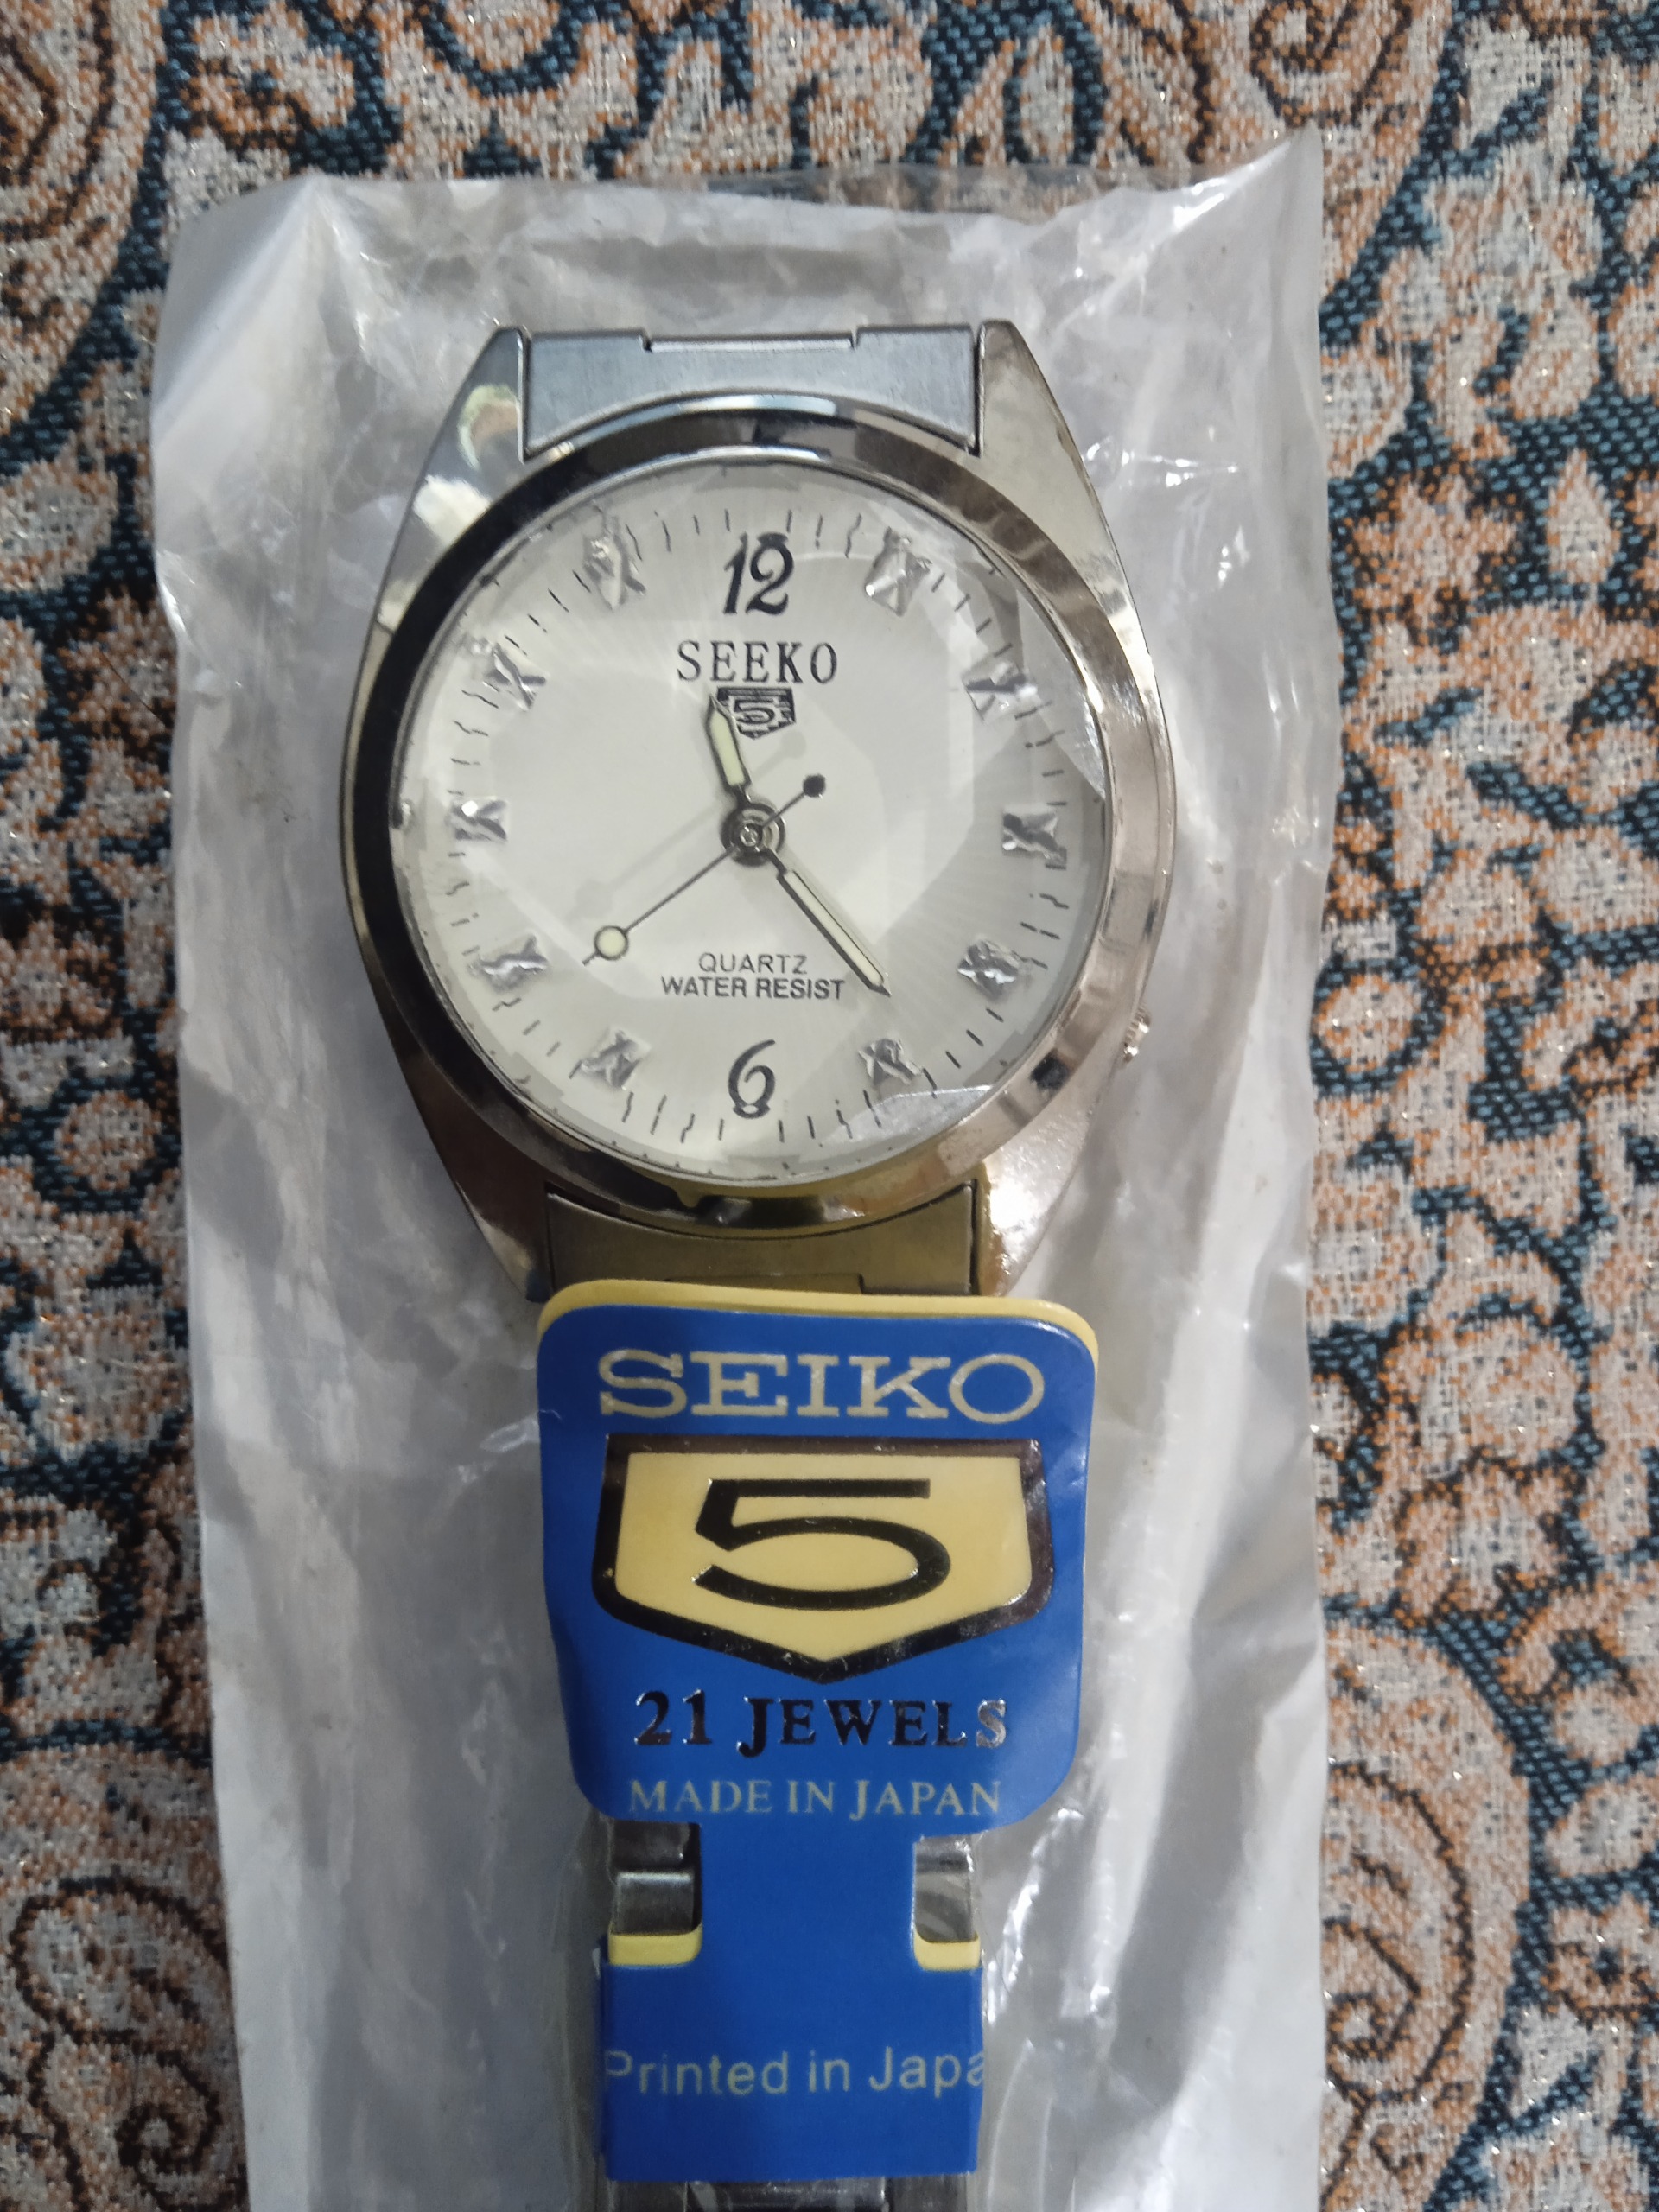 12
SEEKO
5
QUARTZ
WATER RESIST
6
SEIKO
5
21 JEWELS
MADE IN JAPAN
Printed in Japa